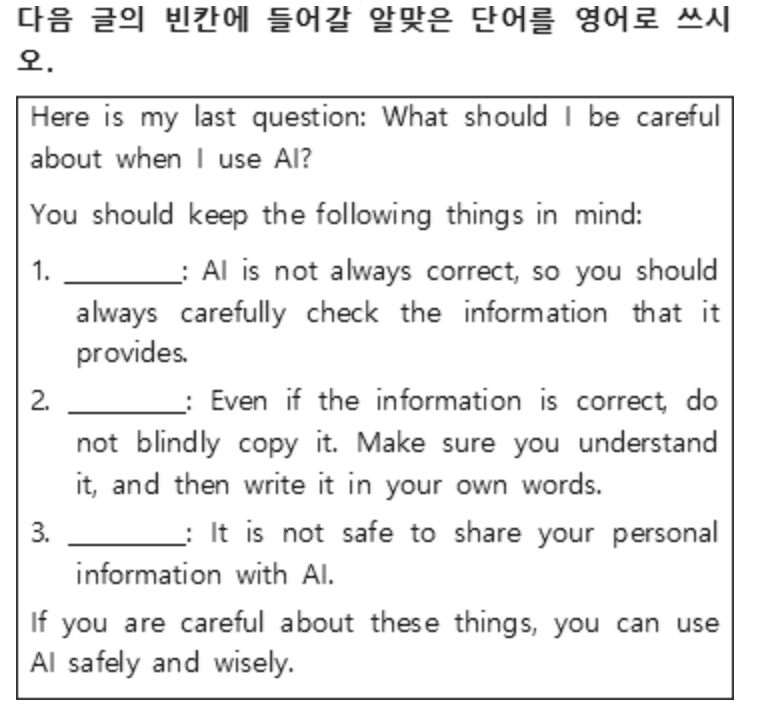 다음 글의 빈칸에 들어갈 알맞은 단어를 영어로 쓰시
오.
Here is my last question: What should I be careful
about when I use AI?
You should keep the following things in mind:
1. ________: AI is not always correct, so you should
always carefully check the information that it
provides.
2. ________: Even if the information is correct, do
not blindly copy it. Make sure you understand
it, and then write it in your own words.
3. ________: It is not safe to share your personal
information with AI.
If you are careful about these things, you can use
AI safely and wisely.